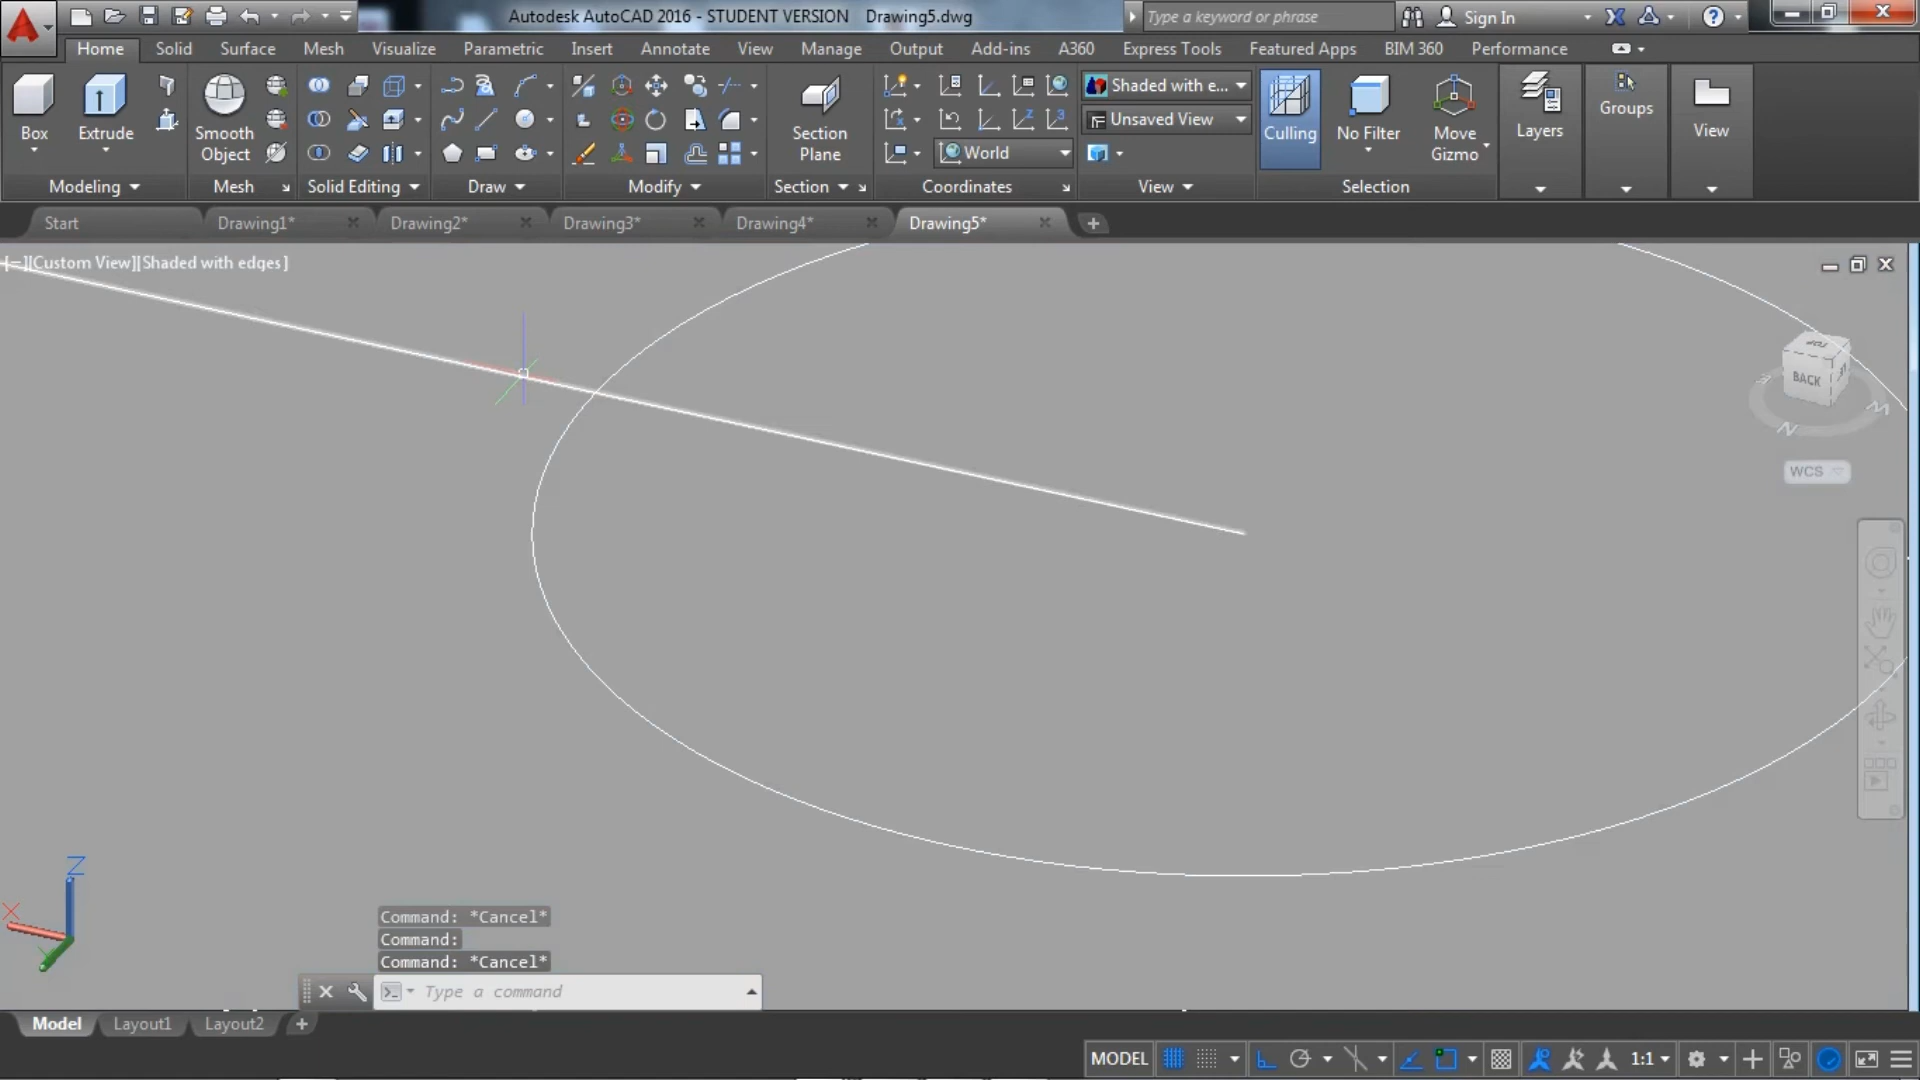 Autodesk AutoCAD 2016 - STUDENT VERSION Drawing5.dwg
Type a keyword or phrase
Sign In
Home Solid Surface Mesh Visualize Parametric Insert Annotate View Manage Output Add-ins A360 Express Tools Featured Apps BIM 360 Performance
Box
Extrude
Smooth Object
Section Plane
World
Shaded with e...
Unsaved View
Culling
No Filter
Move Gizmo
Layers
Groups
View
Modeling Mesh Solid Editing Draw Modify Section Coordinates View Selection
Start Drawing1* Drawing2* Drawing3* Drawing4* Drawing5*
[−][Custom View][Shaded with edges]
TOP
BACK
N
WCS
Z
X
Command: *Cancel*
Command:
Command: *Cancel*
Type a command
Model Layout1 Layout2
MODEL 1:1